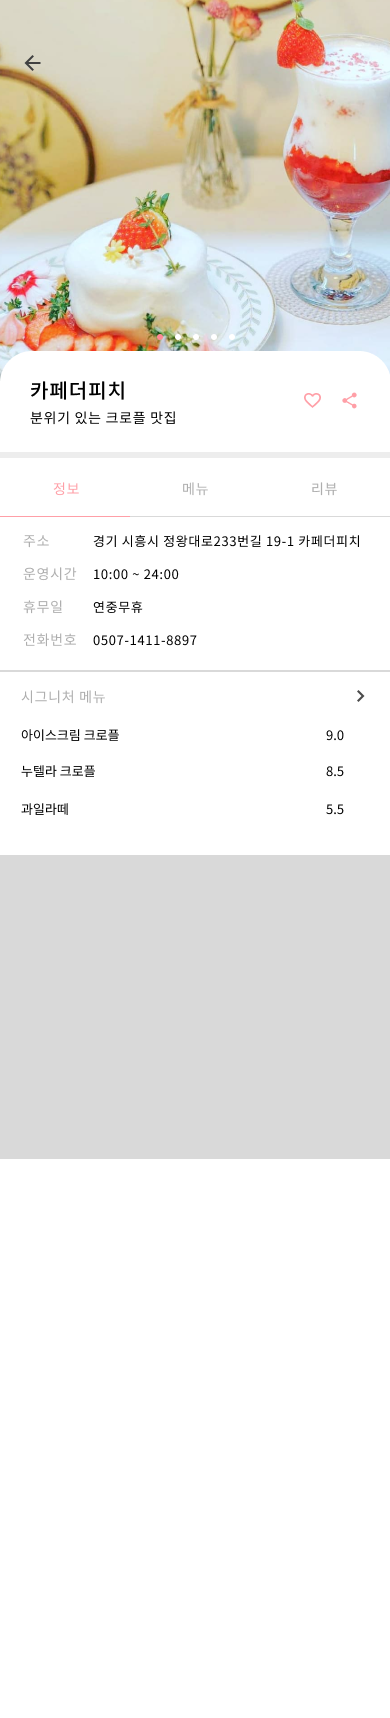 카페더피치
분위기 있는 크로플 맛집
정보 메뉴 리뷰
주소 경기 시흥시 정왕대로233번길 19-1 카페더피치
운영시간 10:00 ~ 24:00
휴무일 연중무휴
전화번호 0507-1411-8897
시그니처 메뉴
아이스크림 크로플 9.0
누텔라 크로플 8.5
과일라떼 5.5